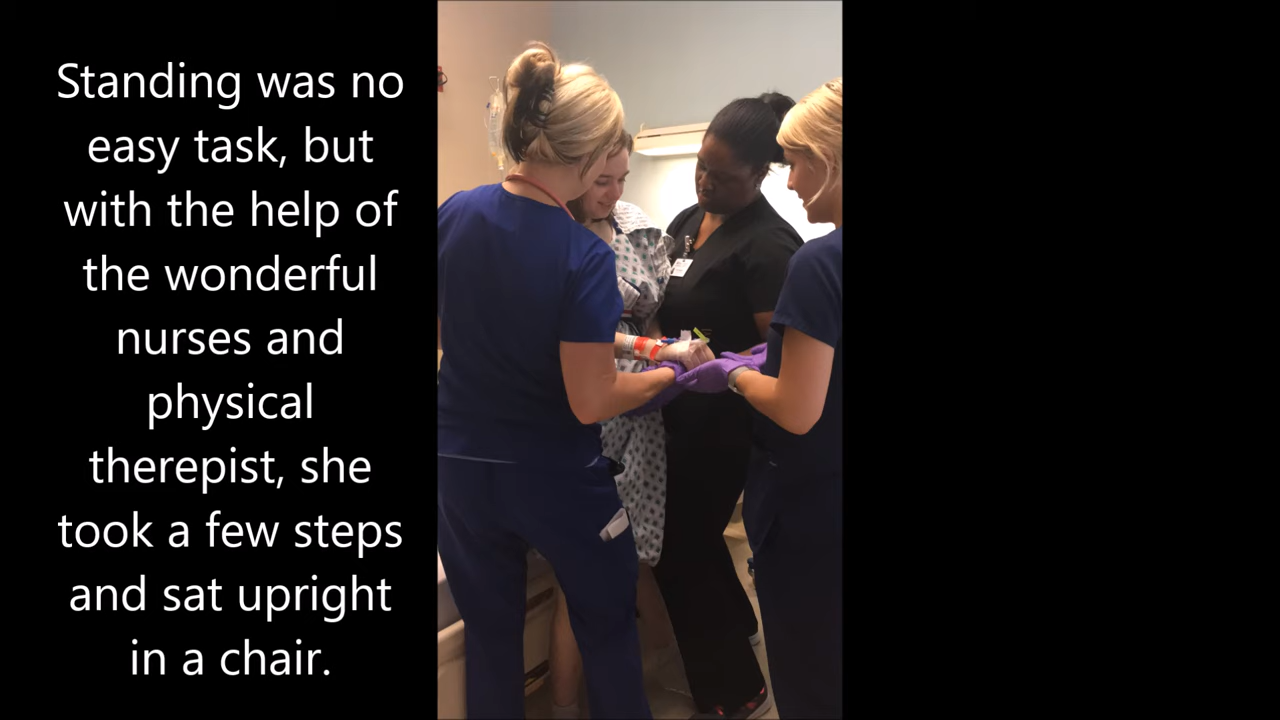 Standing was no
easy task, but
with the help of
the wonderful
nurses and
physical
therepist, she
took a few steps
and sat upright
in a chair.